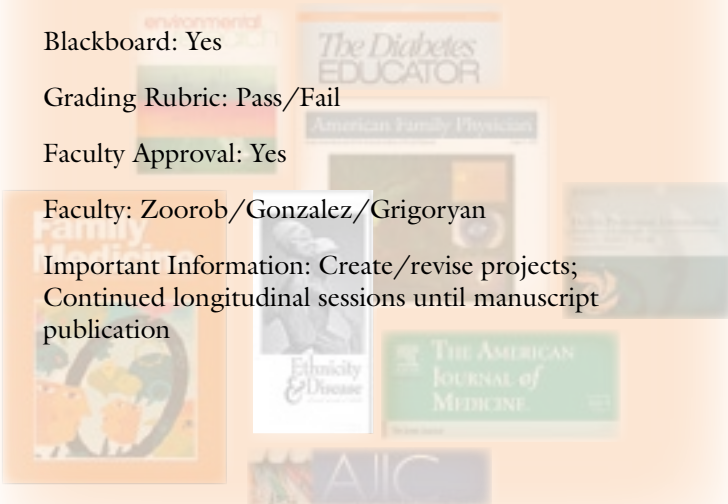 environmental
Blackboard: Yes
The Diabetes
EDUCATOR
Grading Rubric: Pass/Fail
American Family Physician
Faculty Approval: Yes
Faculty: Zoorob/Gonzalez/Grigoryan
Family
Medicine
Important Information: Create/revise projects;
Continued longitudinal sessions until manuscript
publication
Ethnicity
&Disease
THE AMERICAN
JOURNAL of
MEDICINE
AJIC